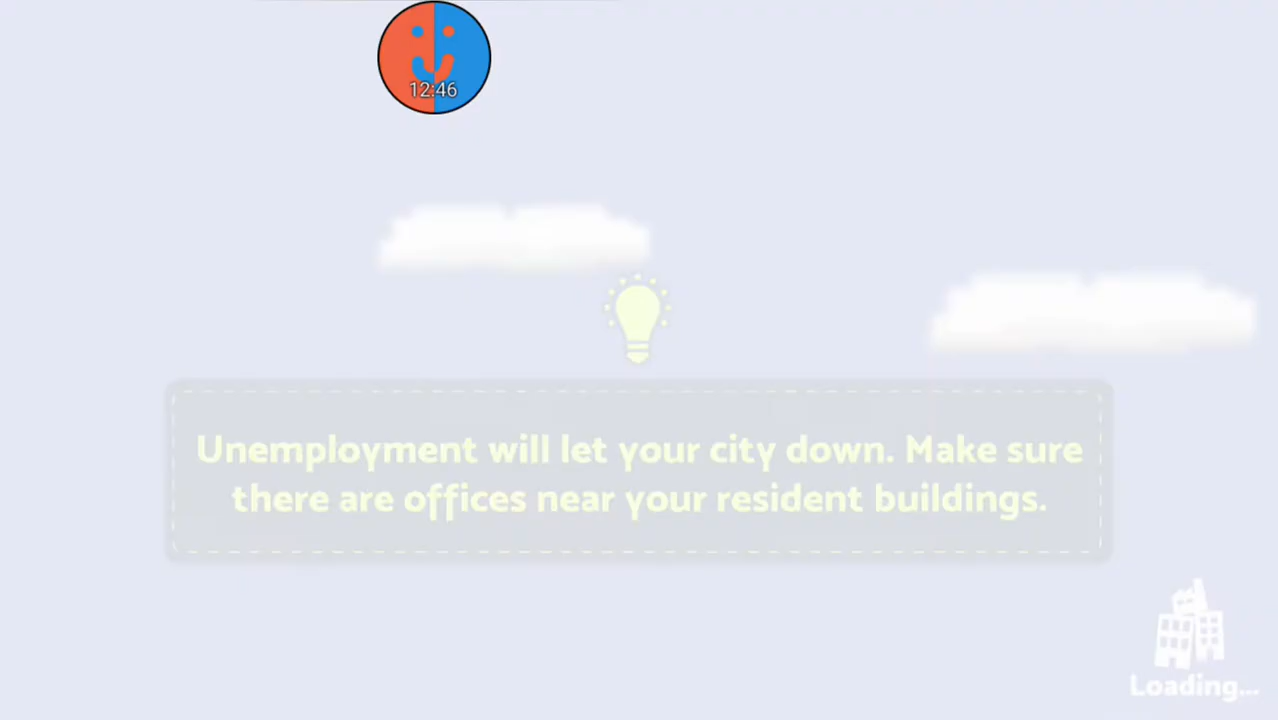 12:46
Unemployment will let your city down. Make sure
there are offices near your resident buildings.
Loading...